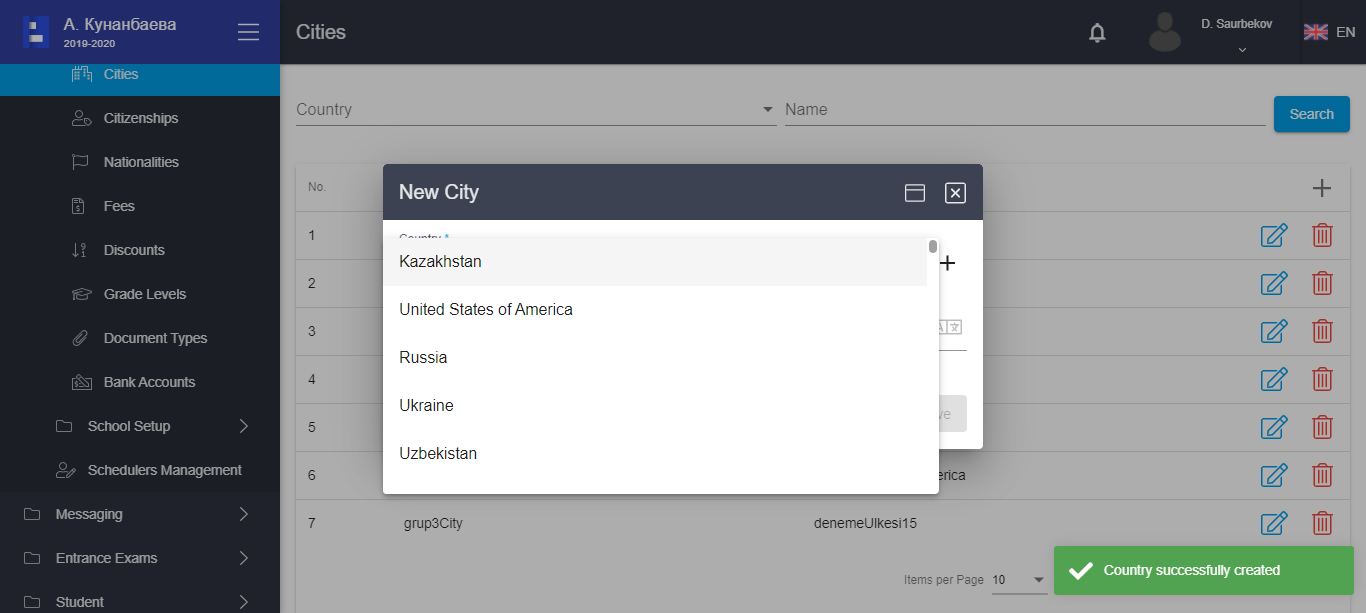 А. Кунанбаева
2019-2020
Cities
D. Saurbekov
EN
Cities
Citizenships
Nationalities
Fees
Discounts
Grade Levels
Document Types
Bank Accounts
School Setup
Schedulers Management
Messaging
Entrance Exams
Student
Country
Name
Search
No.
1
2
3
4
5
6
7 grup3City denemeUlkesi15
New City
Country *
Kazakhstan
United States of America
Russia
Ukraine
Uzbekistan
Items per Page 10
Country successfully created